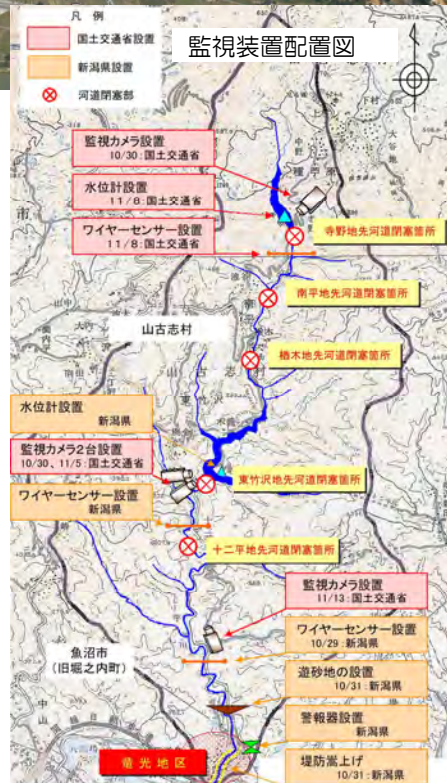 凡 例
国土交通省設置
新潟県設置
河道閉塞部
監視装置配置図
監視カメラ設置
10/30：国土交通省
水位計設置
11/6：国土交通省
ワイヤーセンサー設置
11/8：国土交通省
寺野地先河道閉塞箇所
南平地先河道閉塞箇所
山古志村
楢木地先河道閉塞箇所
水位計設置
新潟県
監視カメラ2台設置
10/30、11/5：国土交通省
東竹沢地先河道閉塞箇所
ワイヤーセンサー設置
新潟県
十二平地先河道閉塞箇所
監視カメラ設置
11/13：国土交通省
ワイヤーセンサー設置
10/29：新潟県
魚沼市
（旧堀之内町）
遊砂地の設置
10/31：新潟県
警報器設置
新潟県
竜光地区
堤防嵩上げ
10/31：新潟県